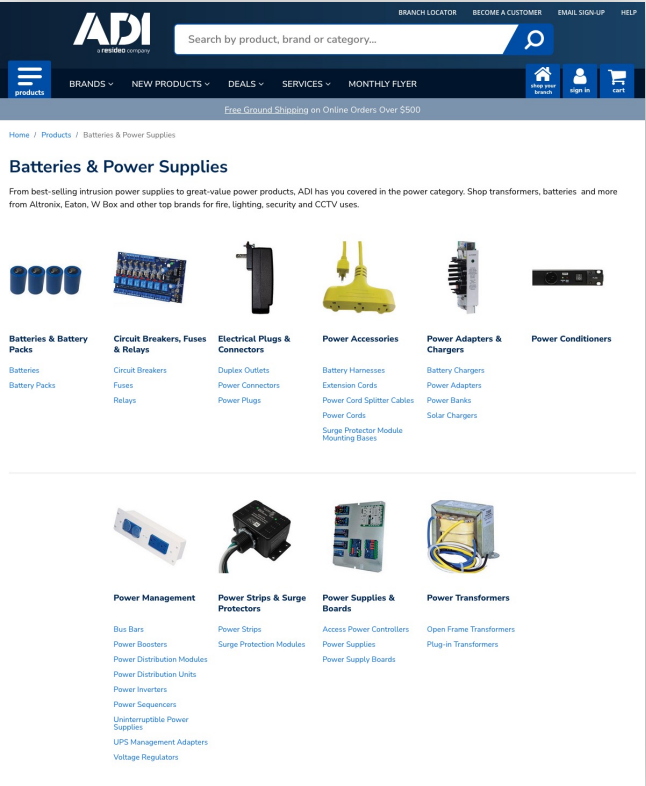 BRANCH LOCATOR BECOME A CUSTOMER EMAIL SIGN-UP HELP
ADI
a resideo company
Search by product, brand or category...
products
BRANDS NEW PRODUCTS DEALS SERVICES MONTHLY FLYER
shop your branch
sign in
cart
Free Ground Shipping on Online Orders Over $500
Home / Products / Batteries & Power Supplies
Batteries & Power Supplies
From best-selling intrusion power supplies to great-value power products, ADI has you covered in the power category. Shop transformers, batteries and more
from Altronix, Eaton, W Box and other top brands for fire, lighting, security and CCTV uses.
Batteries & Battery
Packs
Batteries
Battery Packs
Circuit Breakers, Fuses
& Relays
Circuit Breakers
Fuses
Relays
Electrical Plugs &
Connectors
Duplex Outlets
Power Connectors
Power Plugs
Power Accessories
Battery Harnesses
Extension Cords
Power Cord Splitter Cables
Power Cords
Surge Protector Module
Mounting Bases
Power Adapters &
Chargers
Battery Chargers
Power Adapters
Power Banks
Solar Chargers
Power Conditioners
Power Management
Bus Bars
Power Boosters
Power Distribution Modules
Power Distribution Units
Power Inverters
Power Sequencers
Uninterruptible Power
Supplies
UPS Management Adapters
Voltage Regulators
Power Strips & Surge
Protectors
Power Strips
Surge Protection Modules
Power Supplies &
Boards
Access Power Controllers
Power Supplies
Power Supply Boards
Power Transformers
Open Frame Transformers
Plug-in Transformers